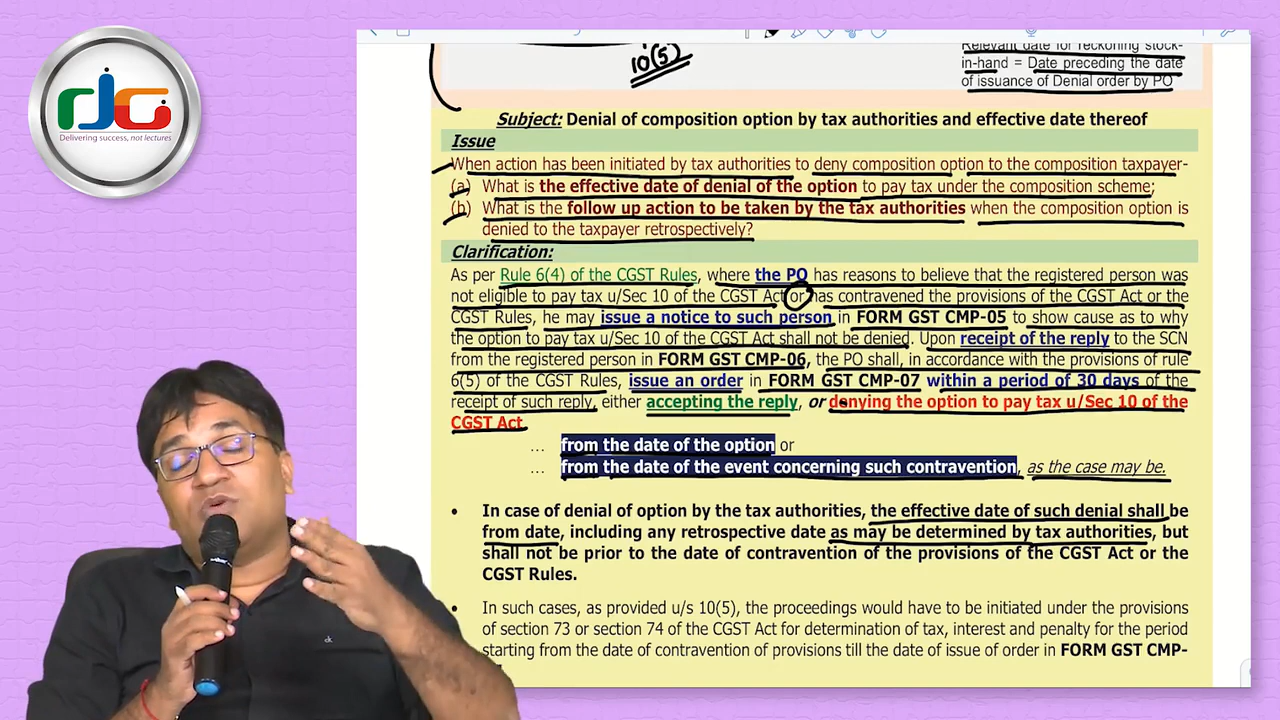 Delivering success, not lectures
10(5)
Relevant date for reckoning stock-
in-hand = Date preceding the date
of issuance of Denial order by PO
Subject: Denial of composition option by tax authorities and effective date thereof
Issue
When action has been initiated by tax authorities to deny composition option to the composition taxpayer-
(a) What is the effective date of denial of the option to pay tax under the composition scheme;
(b) What is the follow up action to be taken by the tax authorities when the composition option is
denied to the taxpayer retrospectively?
Clarification:
As per Rule 6(4) of the CGST Rules, where the PO has reasons to believe that the registered person was
not eligible to pay tax u/Sec 10 of the CGST Act or has contravened the provisions of the CGST Act or the
CGST Rules, he may issue a notice to such person in FORM GST CMP-05 to show cause as to why
the option to pay tax u/Sec 10 of the CGST Act shall not be denied. Upon receipt of the reply to the SCN
from the registered person in FORM GST CMP-06, the PO shall, in accordance with the provisions of rule
6(5) of the CGST Rules, issue an order in FORM GST CMP-07 within a period of 30 days of the
receipt of such reply, either accepting the reply, or denying the option to pay tax u/Sec 10 of the
CGST Act
... from the date of the option or
... from the date of the event concerning such contravention, as the case may be.
• In case of denial of option by the tax authorities, the effective date of such denial shall be
from date, including any retrospective date as may be determined by tax authorities, but
shall not be prior to the date of contravention of the provisions of the CGST Act or the
CGST Rules.
• In such cases, as provided u/s 10(5), the proceedings would have to be initiated under the provisions
of section 73 or section 74 of the CGST Act for determination of tax, interest and penalty for the period
starting from the date of contravention of provisions till the date of issue of order in FORM GST CMP-